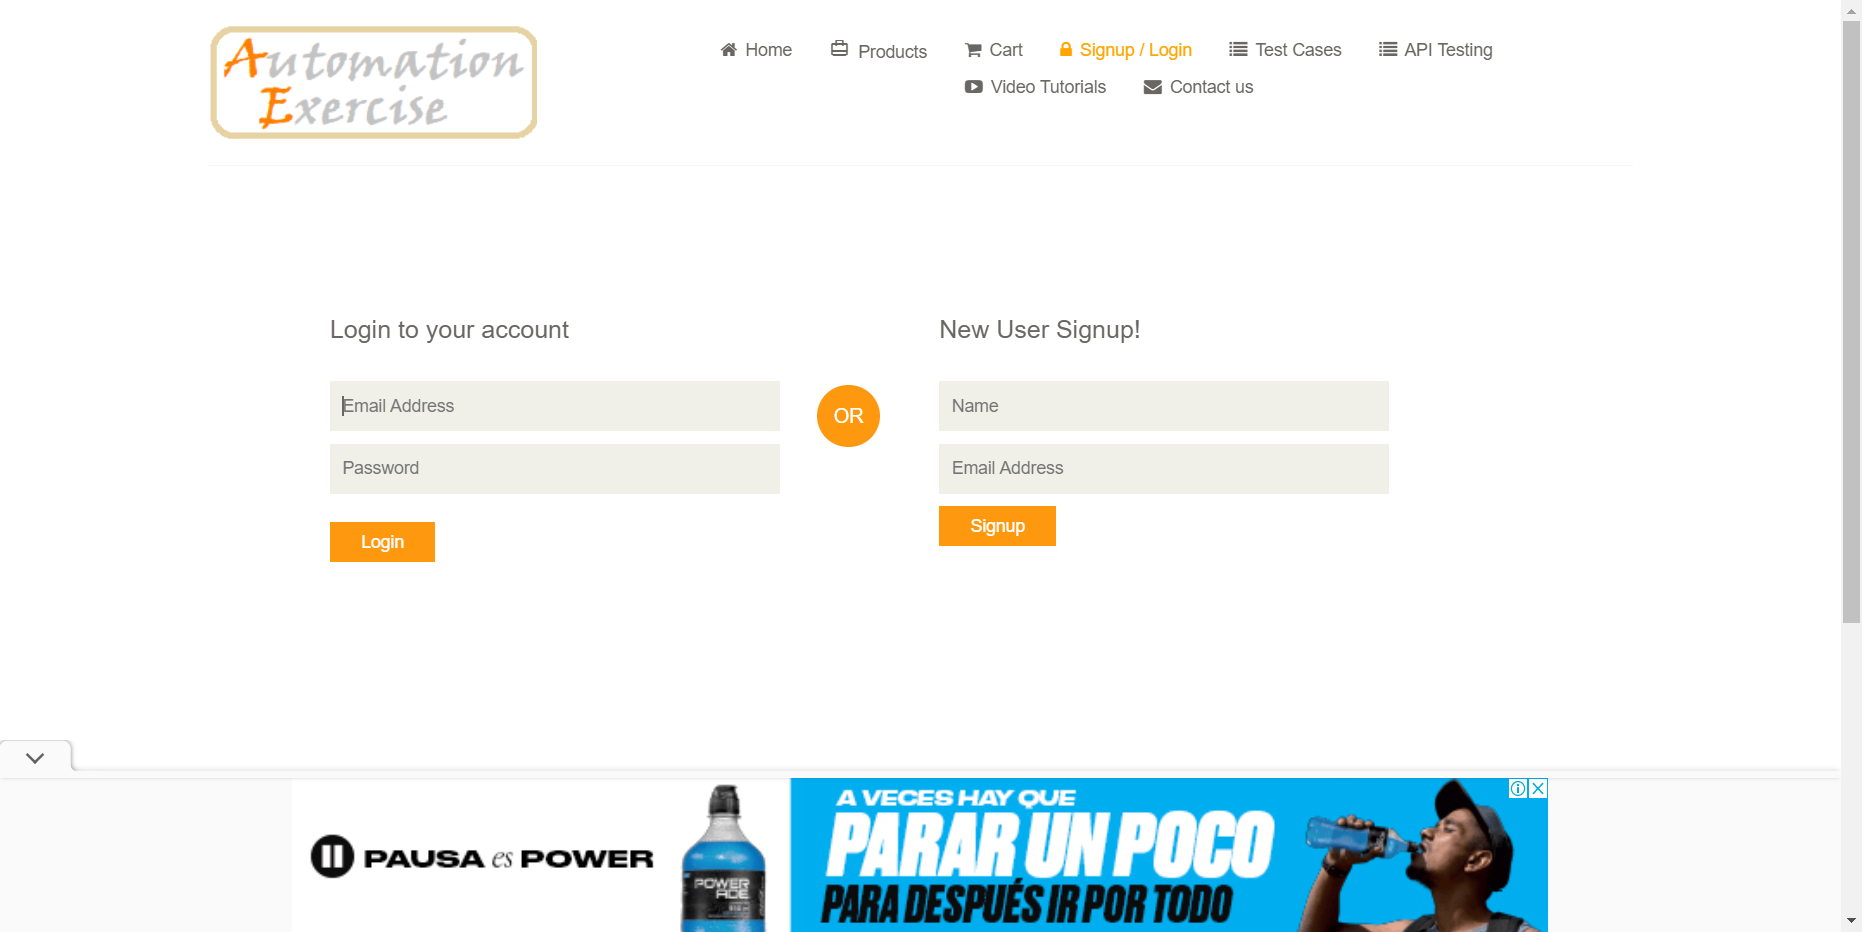 Automation
Exercise
Home
Products
Cart
Signup / Login
Test Cases
API Testing
Video Tutorials
Contact us
Login to your account
Email Address
Password
Login
OR
New User Signup!
Name
Email Address
Signup
PAUSA es POWER
POWER
ADE
A VECES HAY QUE
PARAR UN POCO
PARA DESPUÉS IR POR TODO